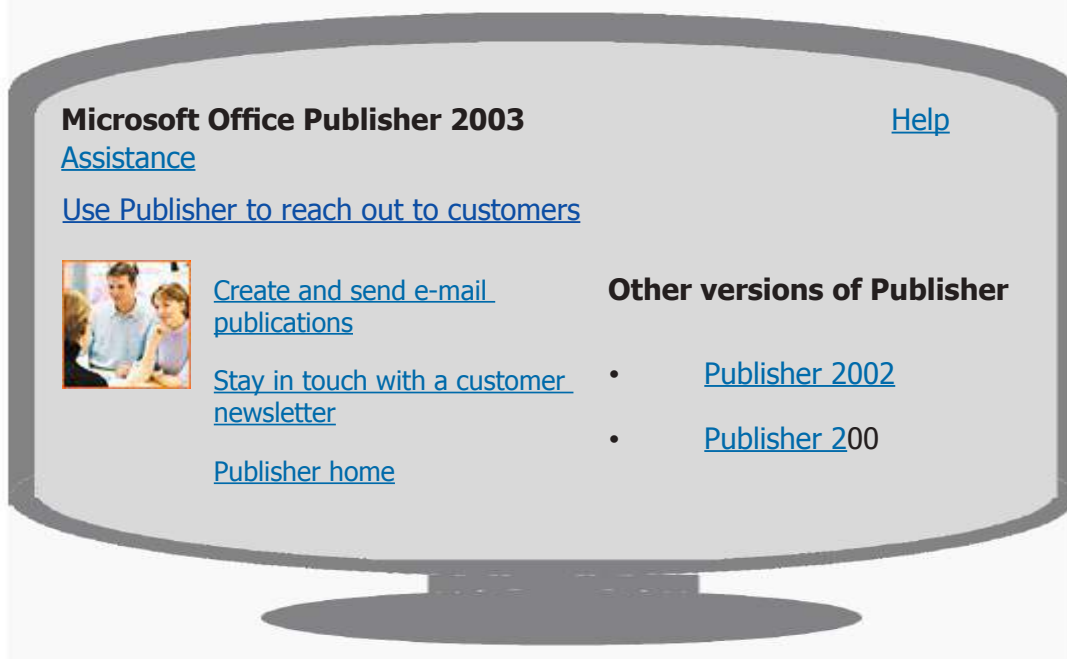 Microsoft Office Publisher 2003 Help
Assistance
Use Publisher to reach out to customers
Create and send e-mail
publications
Stay in touch with a customer
newsletter
Publisher home
Other versions of Publisher
• Publisher 2002
• Publisher 200